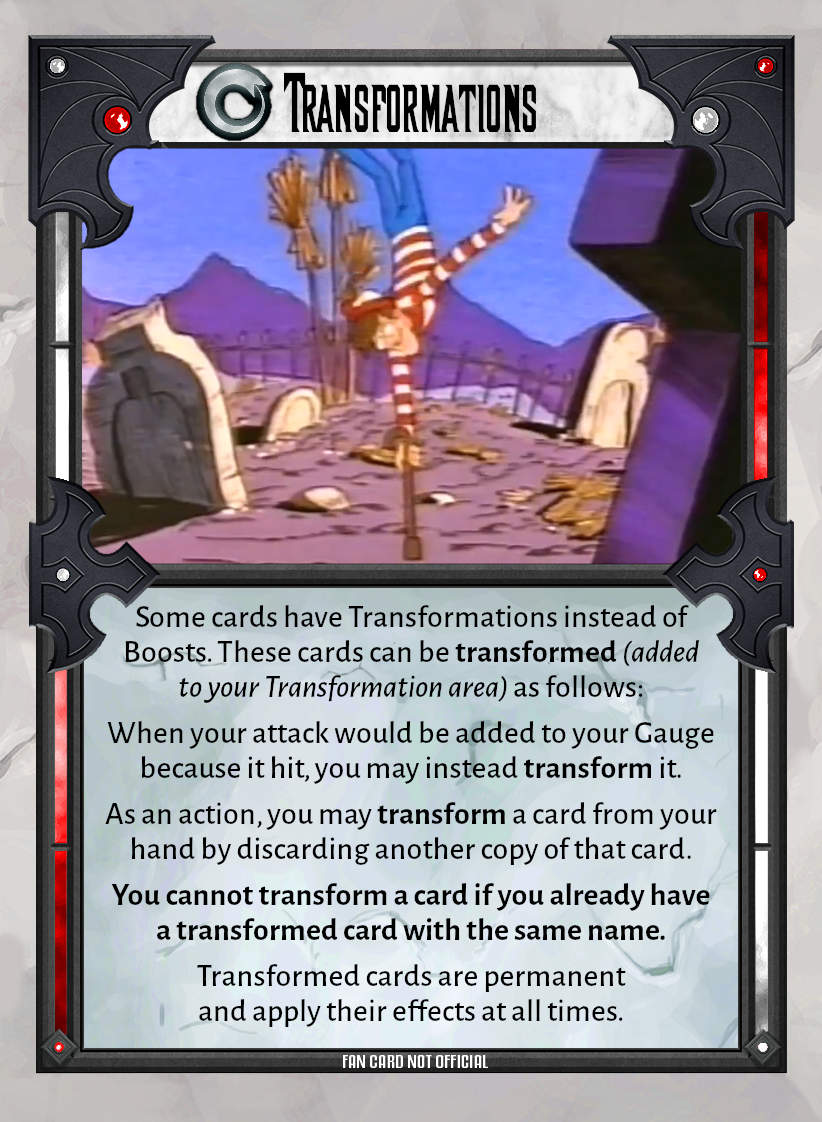 Transformations
Some cards have Transformations instead of
Boosts. These cards can be transformed (added
to your Transformation area) as follows:
When your attack would be added to your Gauge
because it hit, you may instead transform it.
As an action, you may transform a card from your
hand by discarding another copy of that card.
You cannot transform a card if you already have
a transformed card with the same name.
Transformed cards are permanent
and apply their effects at all times.
FAN CARD NOT OFFICIAL